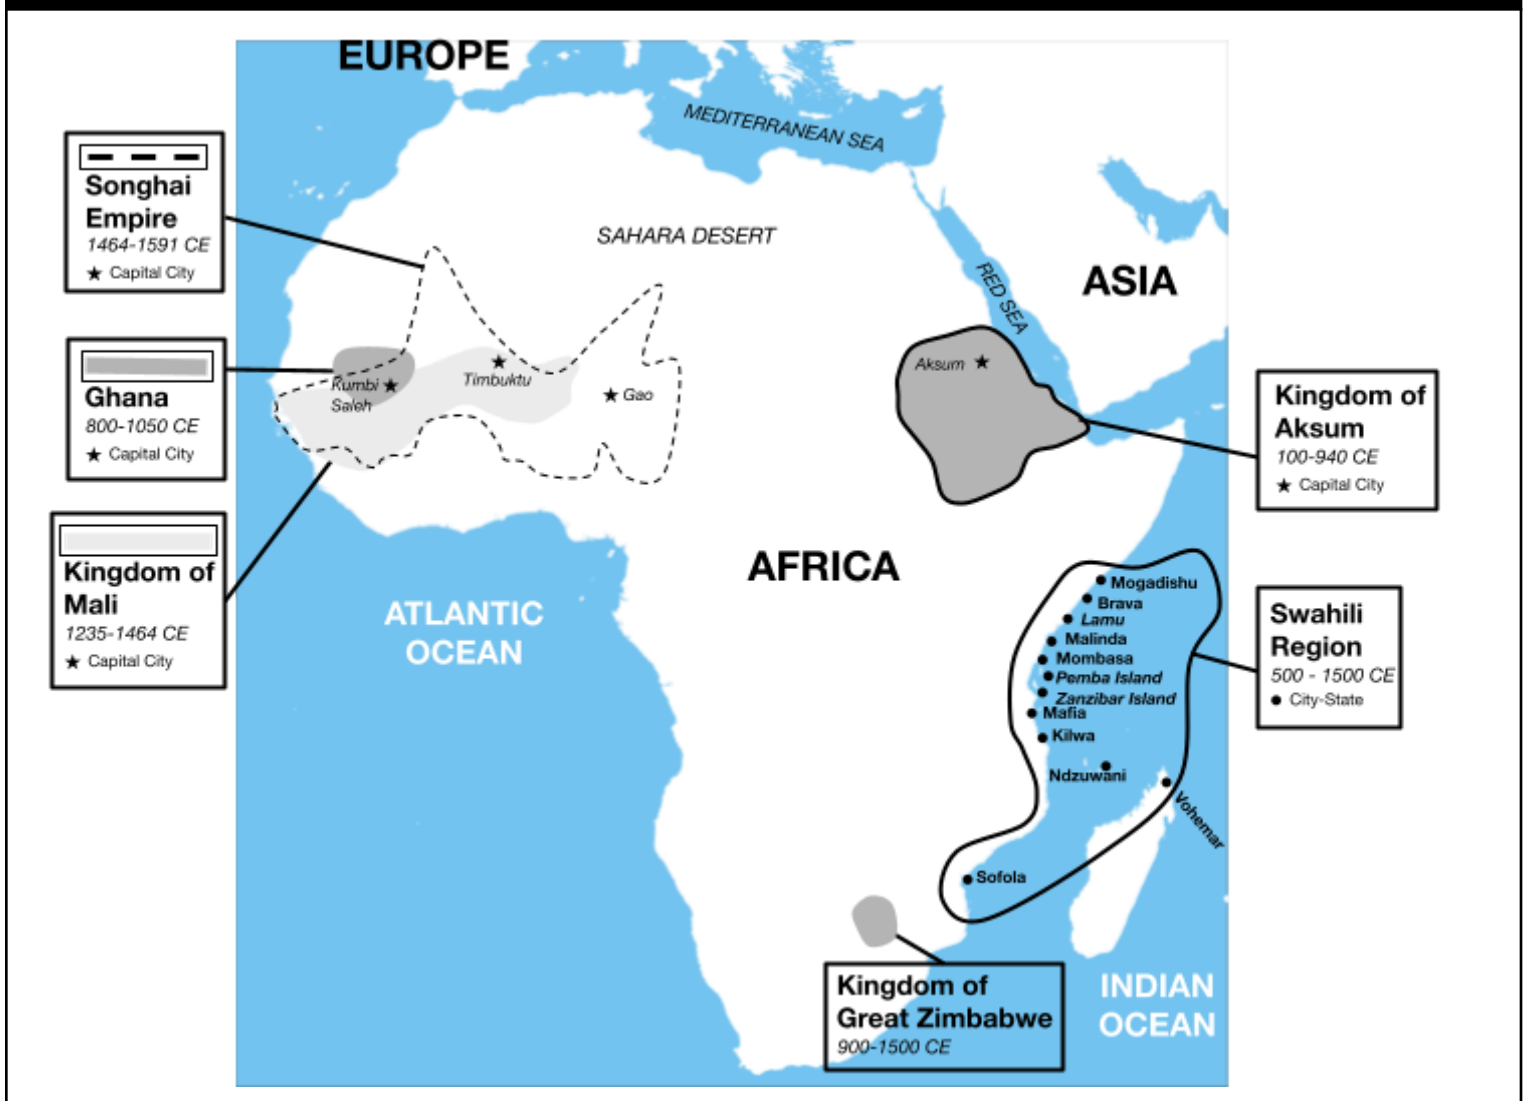 EUROPE
MEDITERRANEAN SEA
SAHARA DESERT
RED SEA
ASIA
Songhai
Empire
1464-1591 CE
★ Capital City
Ghana
800-1050 CE
★ Capital City
Kingdom of
Mali
1235-1464 CE
★ Capital City
Kumbi
Saleh
Timbuktu
Gao
Aksum
Kingdom of
Aksum
100-940 CE
★ Capital City
AFRICA
ATLANTIC
OCEAN
Mogadishu
Brava
Lamu
Malinda
Mombasa
Pemba Island
Zanzibar Island
Mafia
Kilwa
Ndzuwani
Vohemar
Sofola
Swahili
Region
500 - 1500 CE
● City-State
Kingdom of
Great Zimbabwe
900-1500 CE
INDIAN
OCEAN